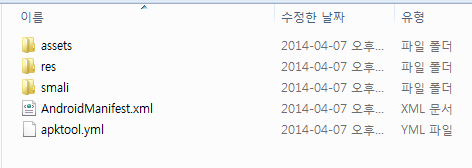 이름 수정한 날짜 유형
assets 2014-04-07 오후... 파일 폴더
res 2014-04-07 오후... 파일 폴더
smali 2014-04-07 오후... 파일 폴더
AndroidManifest.xml 2014-04-07 오후... XML 문서
apktool.yml 2014-04-07 오후... YML 파일